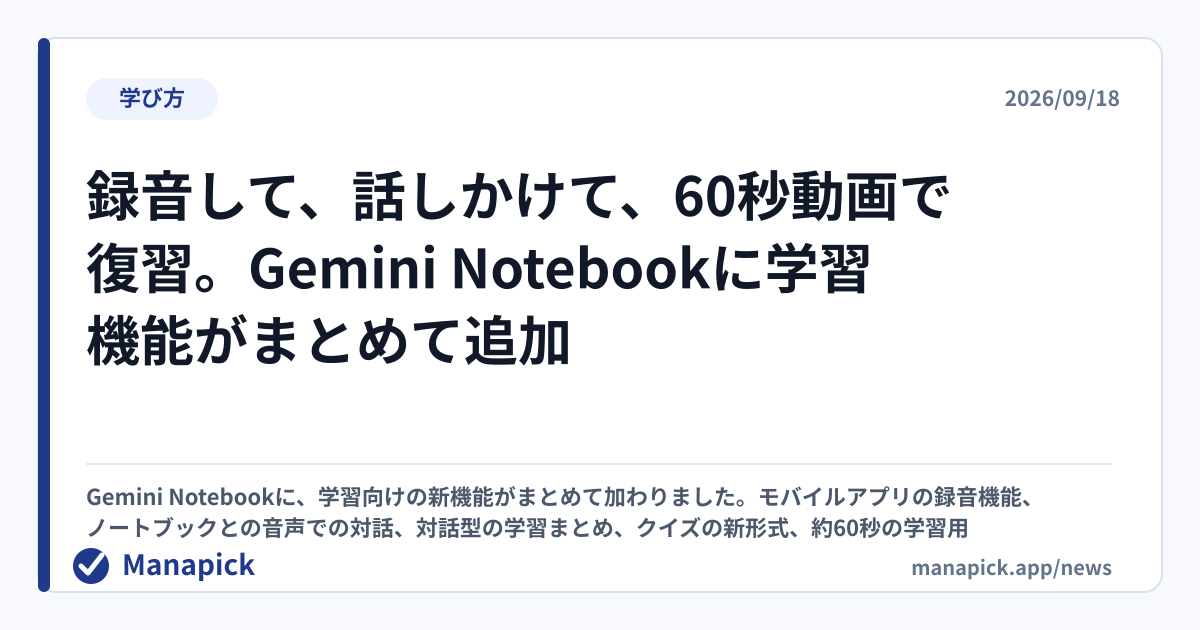 学び方
2026/09/18
録音して、話しかけて、60秒動画で
復習。Gemini Notebookに学習
機能がまとめて追加
Gemini Notebookに、学習向けの新機能がまとめて加わりました。モバイルアプリの録音機能、
ノートブックとの音声での対話、対話型の学習まとめ、クイズの新形式、約60秒の学習用
Manapick
manapick.app/news